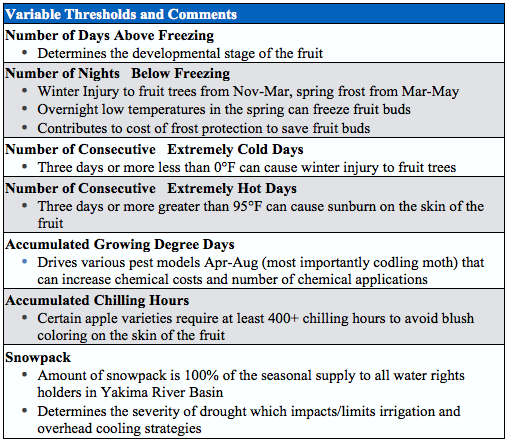 Variable Thresholds and Comments
Number of Days Above Freezing
• Determines the developmental stage of the fruit
Number of Nights Below Freezing
• Winter Injury to fruit trees from Nov-Mar, spring frost from Mar-May
• Overnight low temperatures in the spring can freeze fruit buds
• Contributes to cost of frost protection to save fruit buds
Number of Consecutive Extremely Cold Days
• Three days or more less than 0°F can cause winter injury to fruit trees
Number of Consecutive Extremely Hot Days
• Three days or more greater than 95°F can cause sunburn on the skin of the
fruit
Accumulated Growing Degree Days
• Drives various pest models Apr-Aug (most importantly codling moth) that
can increase chemical costs and number of chemical applications
Accumulated Chilling Hours
• Certain apple varieties require at least 400+ chilling hours to avoid blush
coloring on the skin of the fruit
Snowpack
• Amount of snowpack is 100% of the seasonal supply to all water rights
holders in Yakima River Basin
• Determines the severity of drought which impacts/limits irrigation and
overhead cooling strategies